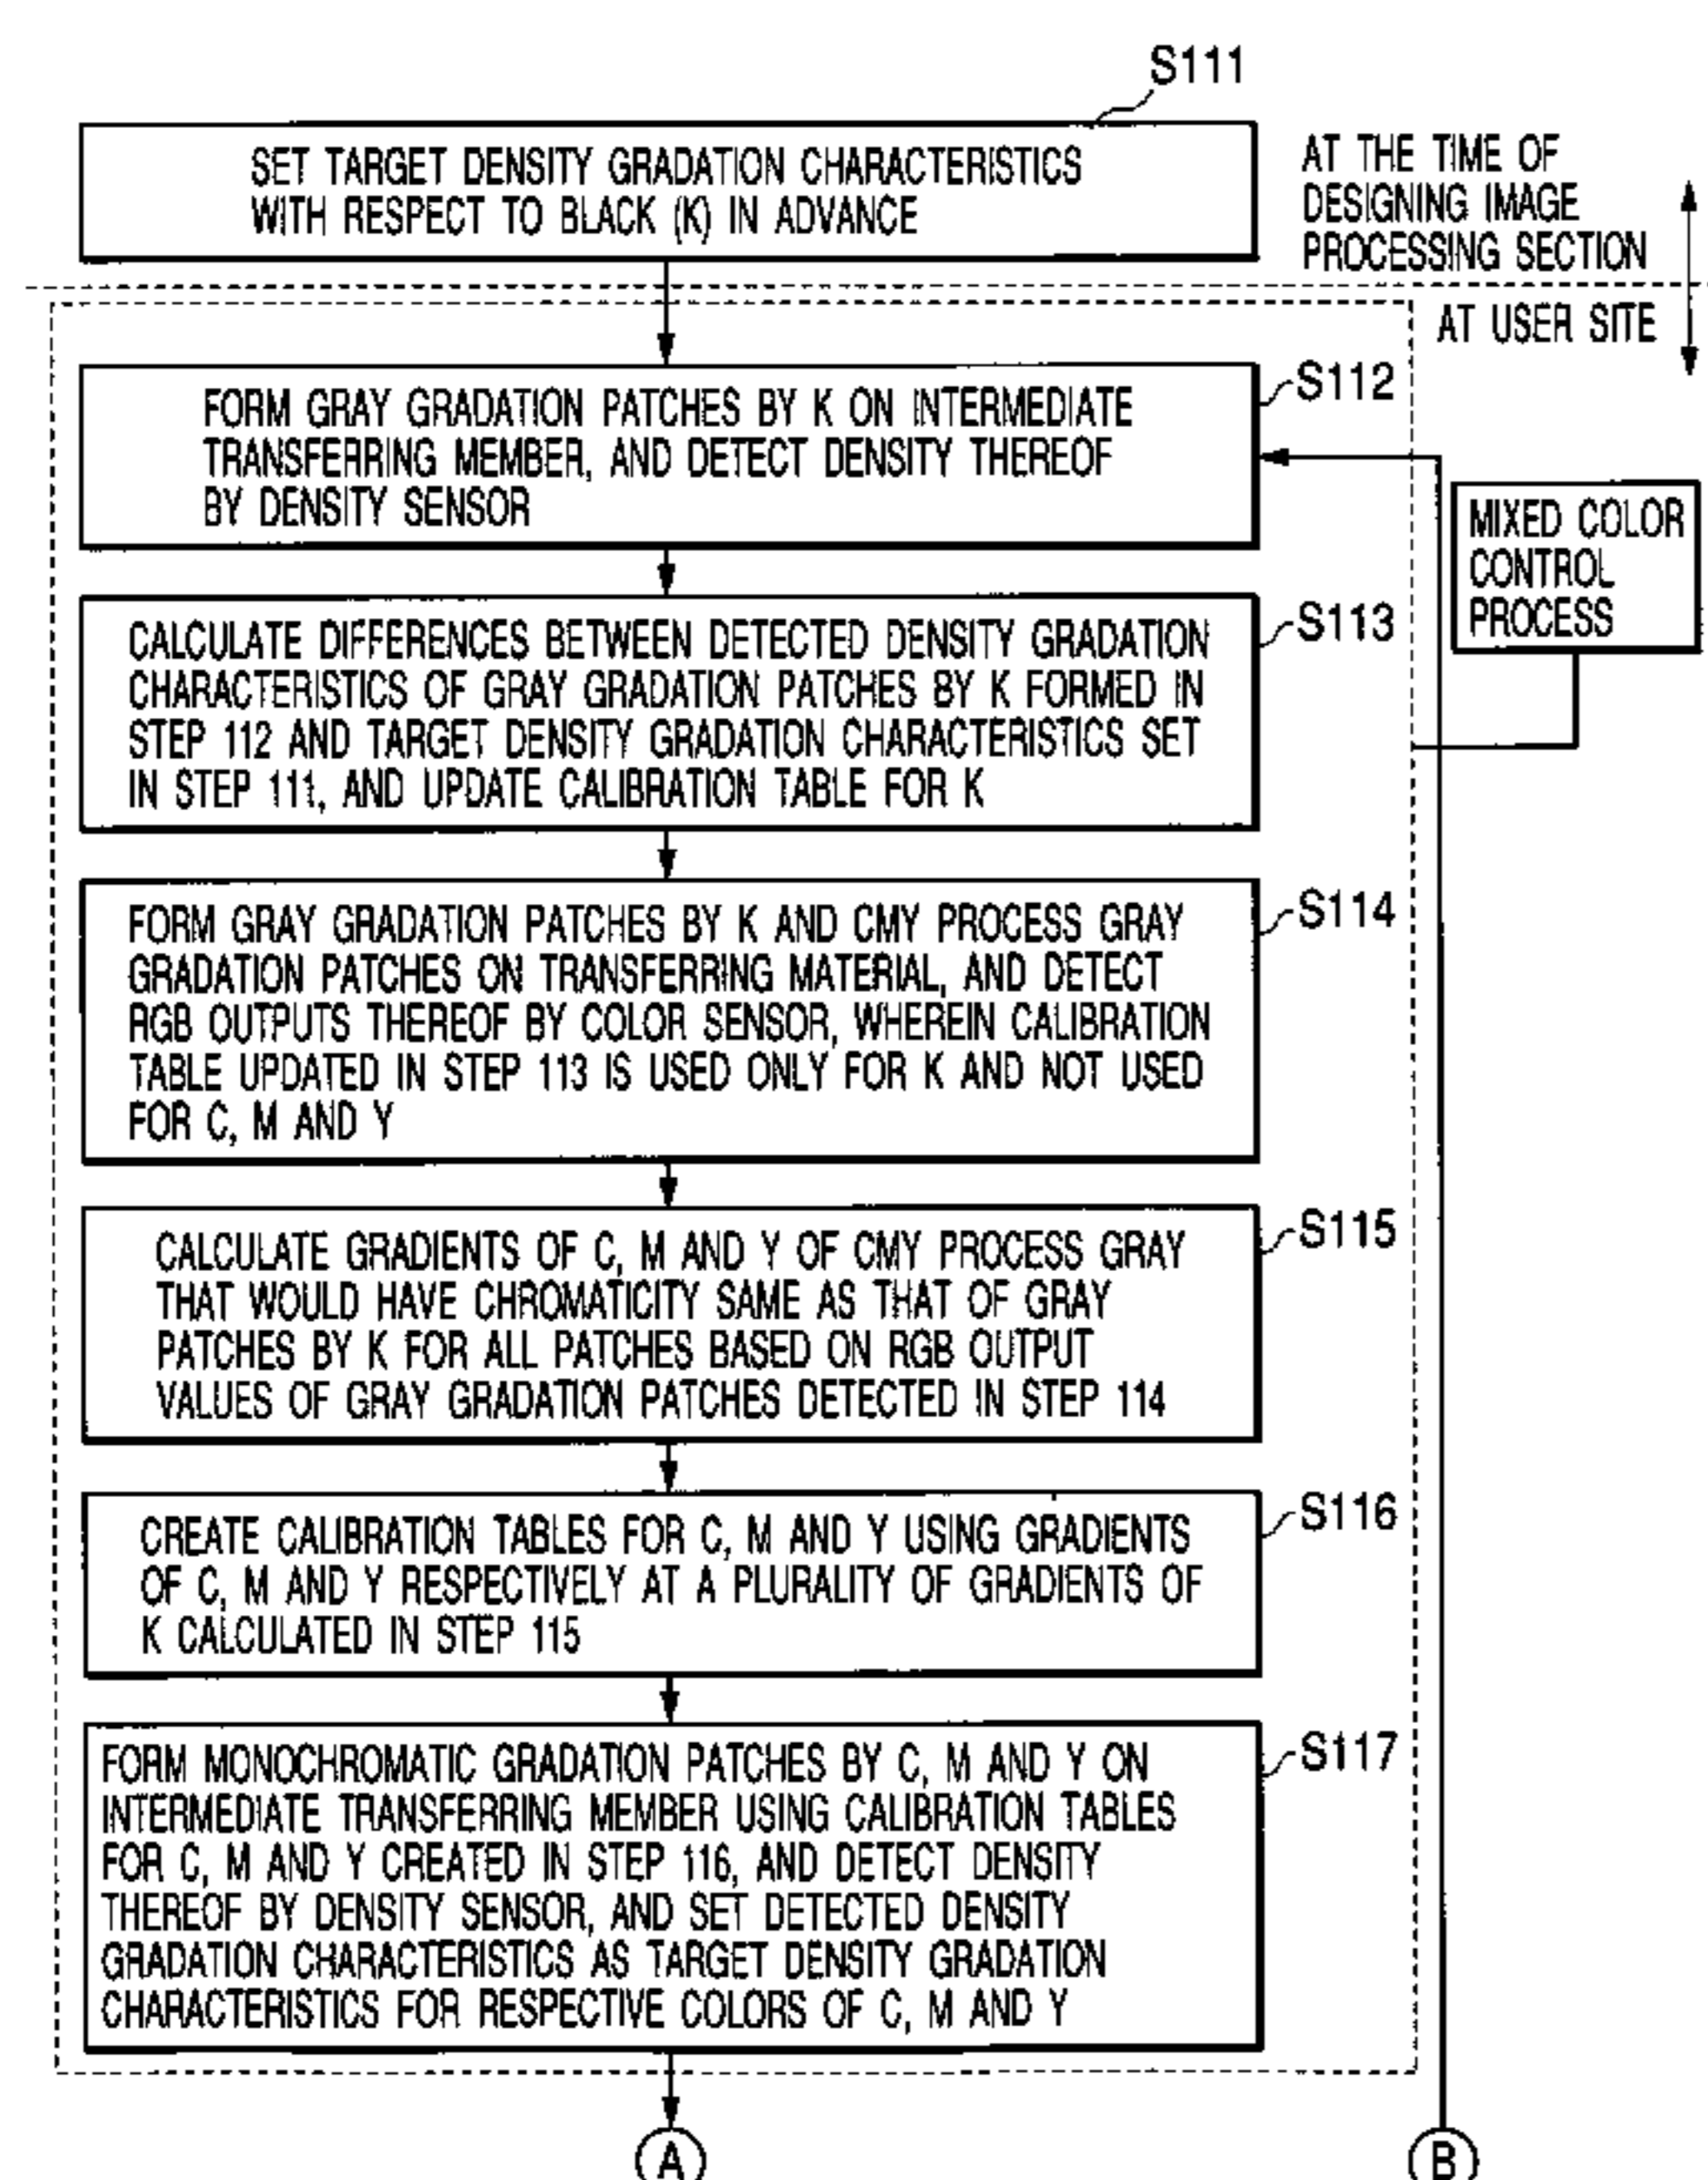 S111
SET TARGET DENSITY GRADATION CHARACTERISTICS
WITH RESPECT TO BLACK (K) IN ADVANCE
AT THE TIME OF
DESIGNING IMAGE
PROCESSING SECTION
AT USER SITE
S112
FORM GRAY GRADATION PATCHES BY K ON INTERMEDIATE
TRANSFERRING MEMBER, AND DETECT DENSITY THEREOF
BY DENSITY SENSOR
MIXED COLOR
CONTROL
PROCESS
S113
CALCULATE DIFFERENCES BETWEEN DETECTED DENSITY GRADATION
CHARACTERISTICS OF GRAY GRADATION PATCHES BY K FORMED IN
STEP 112 AND TARGET DENSITY GRADATION CHARACTERISTICS SET
IN STEP 111, AND UPDATE CALIBRATION TABLE FOR K
S114
FORM GRAY GRADATION PATCHES BY K AND CMY PROCESS GRAY
GRADATION PATCHES ON TRANSFERRING MATERIAL, AND DETECT
RGB OUTPUTS THEREOF BY COLOR SENSOR, WHEREIN CALIBRATION
TABLE UPDATED IN STEP 113 IS USED ONLY FOR K AND NOT USED
FOR C, M AND Y
S115
CALCULATE GRADIENTS OF C, M AND Y OF CMY PROCESS GRAY
THAT WOULD HAVE CHROMATICITY SAME AS THAT OF GRAY
PATCHES BY K FOR ALL PATCHES BASED ON RGB OUTPUT
VALUES OF GRAY GRADATION PATCHES DETECTED IN STEP 114
S116
CREATE CALIBRATION TABLES FOR C, M AND Y USING GRADIENTS
OF C, M AND Y RESPECTIVELY AT A PLURALITY OF GRADIENTS OF
K CALCULATED IN STEP 115
S117
FORM MONOCHROMATIC GRADATION PATCHES BY C, M AND Y ON
INTERMEDIATE TRANSFERRING MEMBER USING CALIBRATION TABLES
FOR C, M AND Y CREATED IN STEP 116, AND DETECT DENSITY
THEREOF BY DENSITY SENSOR, AND SET DETECTED DENSITY
GRADATION CHARACTERISTICS AS TARGET DENSITY GRADATION
CHARACTERISTICS FOR RESPECTIVE COLORS OF C, M AND Y
A
B